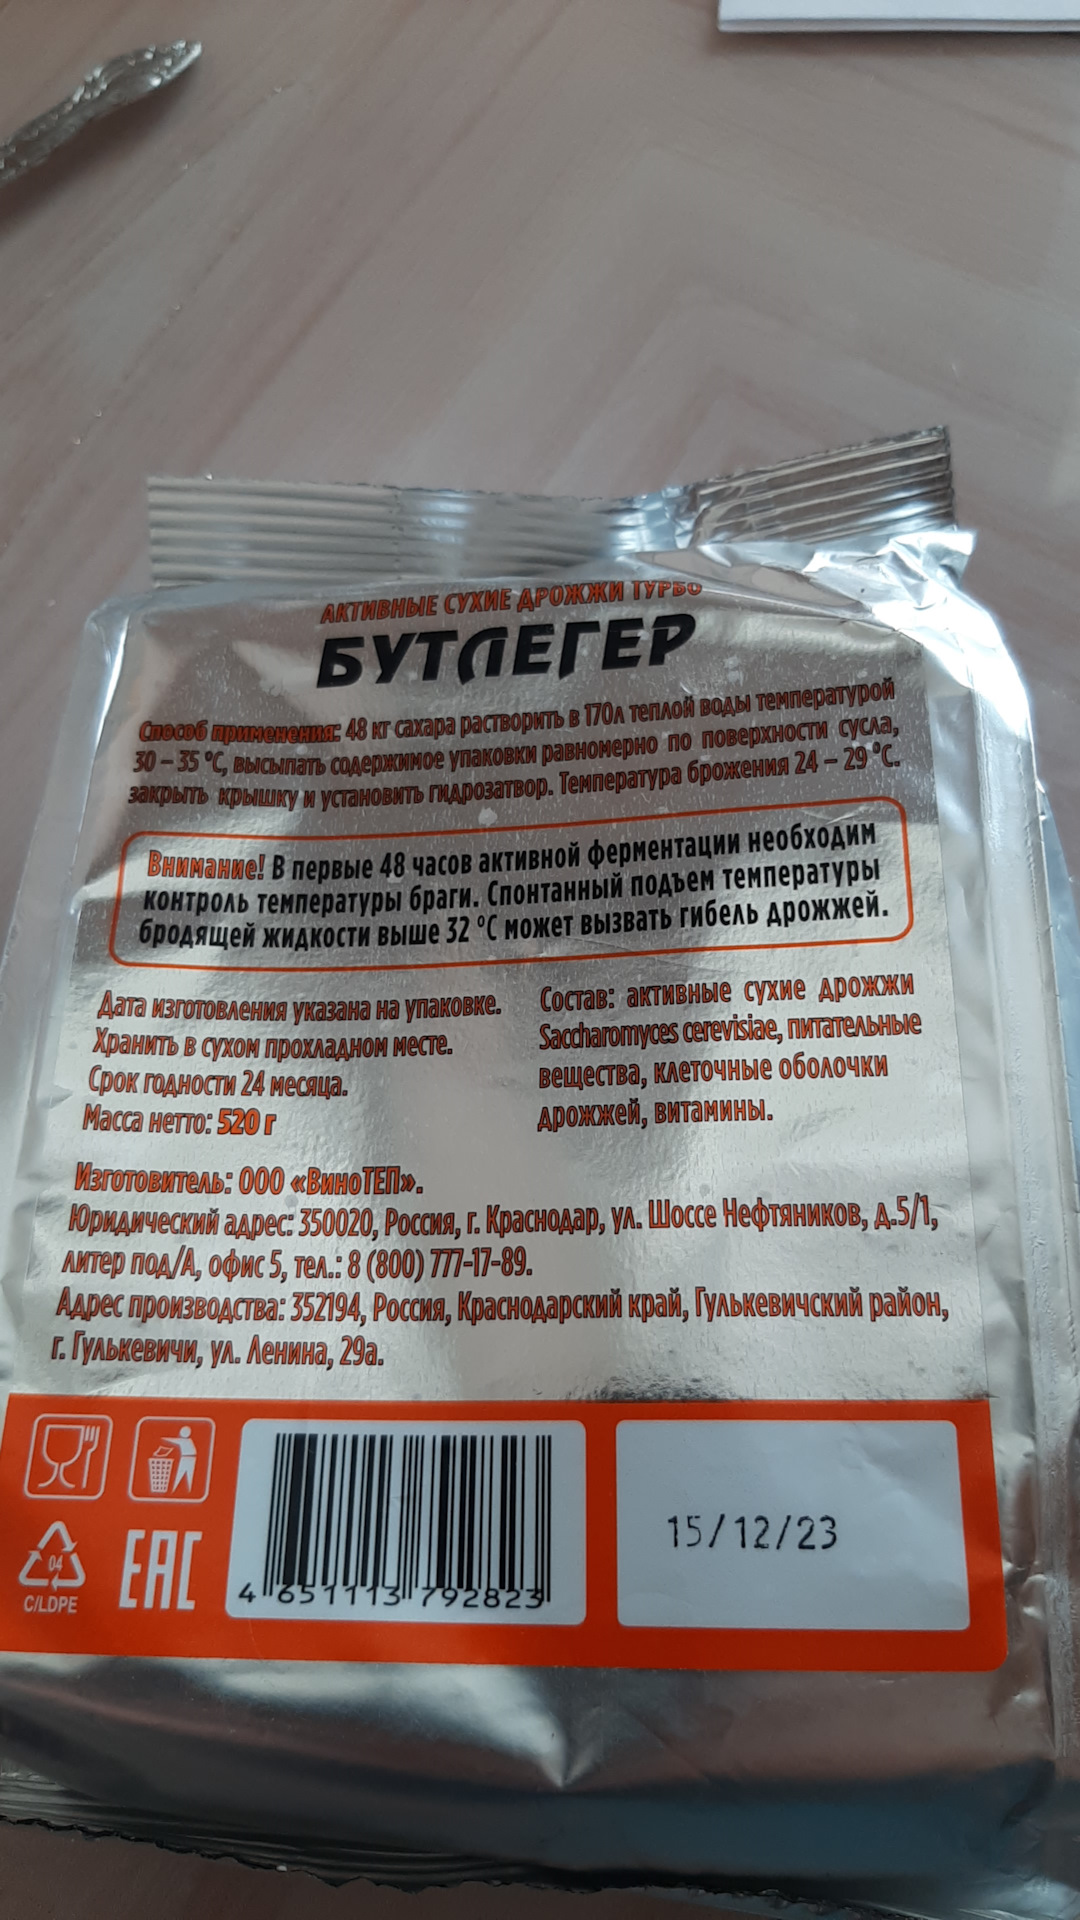 АКТИВНЫЕ СУХИЕ ДРОЖЖИ ТУРБО
БУТЛЕГЕР
Способ применения: 48 кг сахара растворить в 170л теплой воды температурой
30 – 35 °С, высыпать содержимое упаковки равномерно по поверхности сусла,
закрыть крышку и установить гидрозатвор. Температура брожения 24 – 29 °С.
Внимание! В первые 48 часов активной ферментации необходим
контроль температуры браги. Спонтанный подъем температуры
бродящей жидкости выше 32 °С может вызвать гибель дрожжей.
Дата изготовления указана на упаковке.
Хранить в сухом прохладном месте.
Срок годности 24 месяца.
Масса нетто: 520 г
Состав: активные сухие дрожжи
Saccharomyces cerevisiae, питательные
вещества, клеточные оболочки
дрожжей, витамины.
Изготовитель: ООО «ВиноТЕП».
Юридический адрес: 350020, Россия, г. Краснодар, ул. Шоссе Нефтяников, д.5/1,
литер под/А, офис 5, тел.: 8 (800) 777-17-89.
Адрес производства: 352194, Россия, Краснодарский край, Гулькевичский район,
г. Гулькевичи, ул. Ленина, 29а.
04
C/LDPE
EAC
4 651113 792823
15/12/23